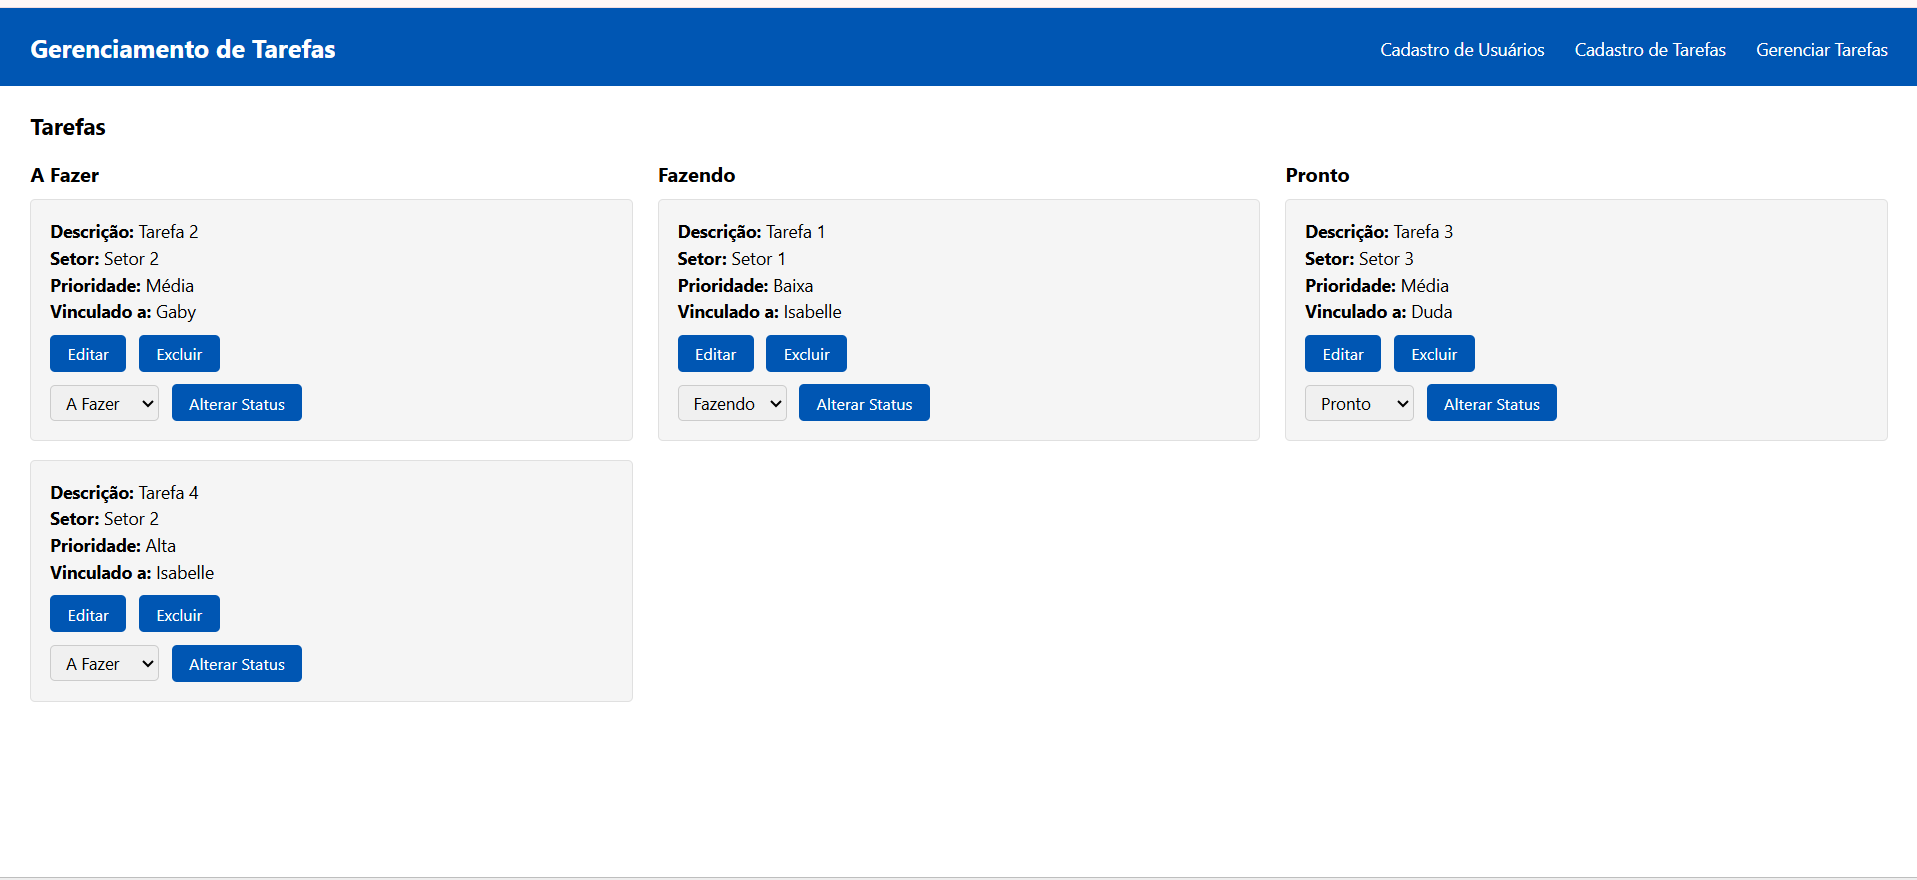 Gerenciamento de Tarefas
Cadastro de Usuários
Cadastro de Tarefas
Gerenciar Tarefas
Tarefas
A Fazer
Descrição: Tarefa 2
Setor: Setor 2
Prioridade: Média
Vinculado a: Gaby
Editar
Excluir
A Fazer
Alterar Status
Descrição: Tarefa 4
Setor: Setor 2
Prioridade: Alta
Vinculado a: Isabelle
Editar
Excluir
A Fazer
Alterar Status
Fazendo
Descrição: Tarefa 1
Setor: Setor 1
Prioridade: Baixa
Vinculado a: Isabelle
Editar
Excluir
Fazendo
Alterar Status
Pronto
Descrição: Tarefa 3
Setor: Setor 3
Prioridade: Média
Vinculado a: Duda
Editar
Excluir
Pronto
Alterar Status